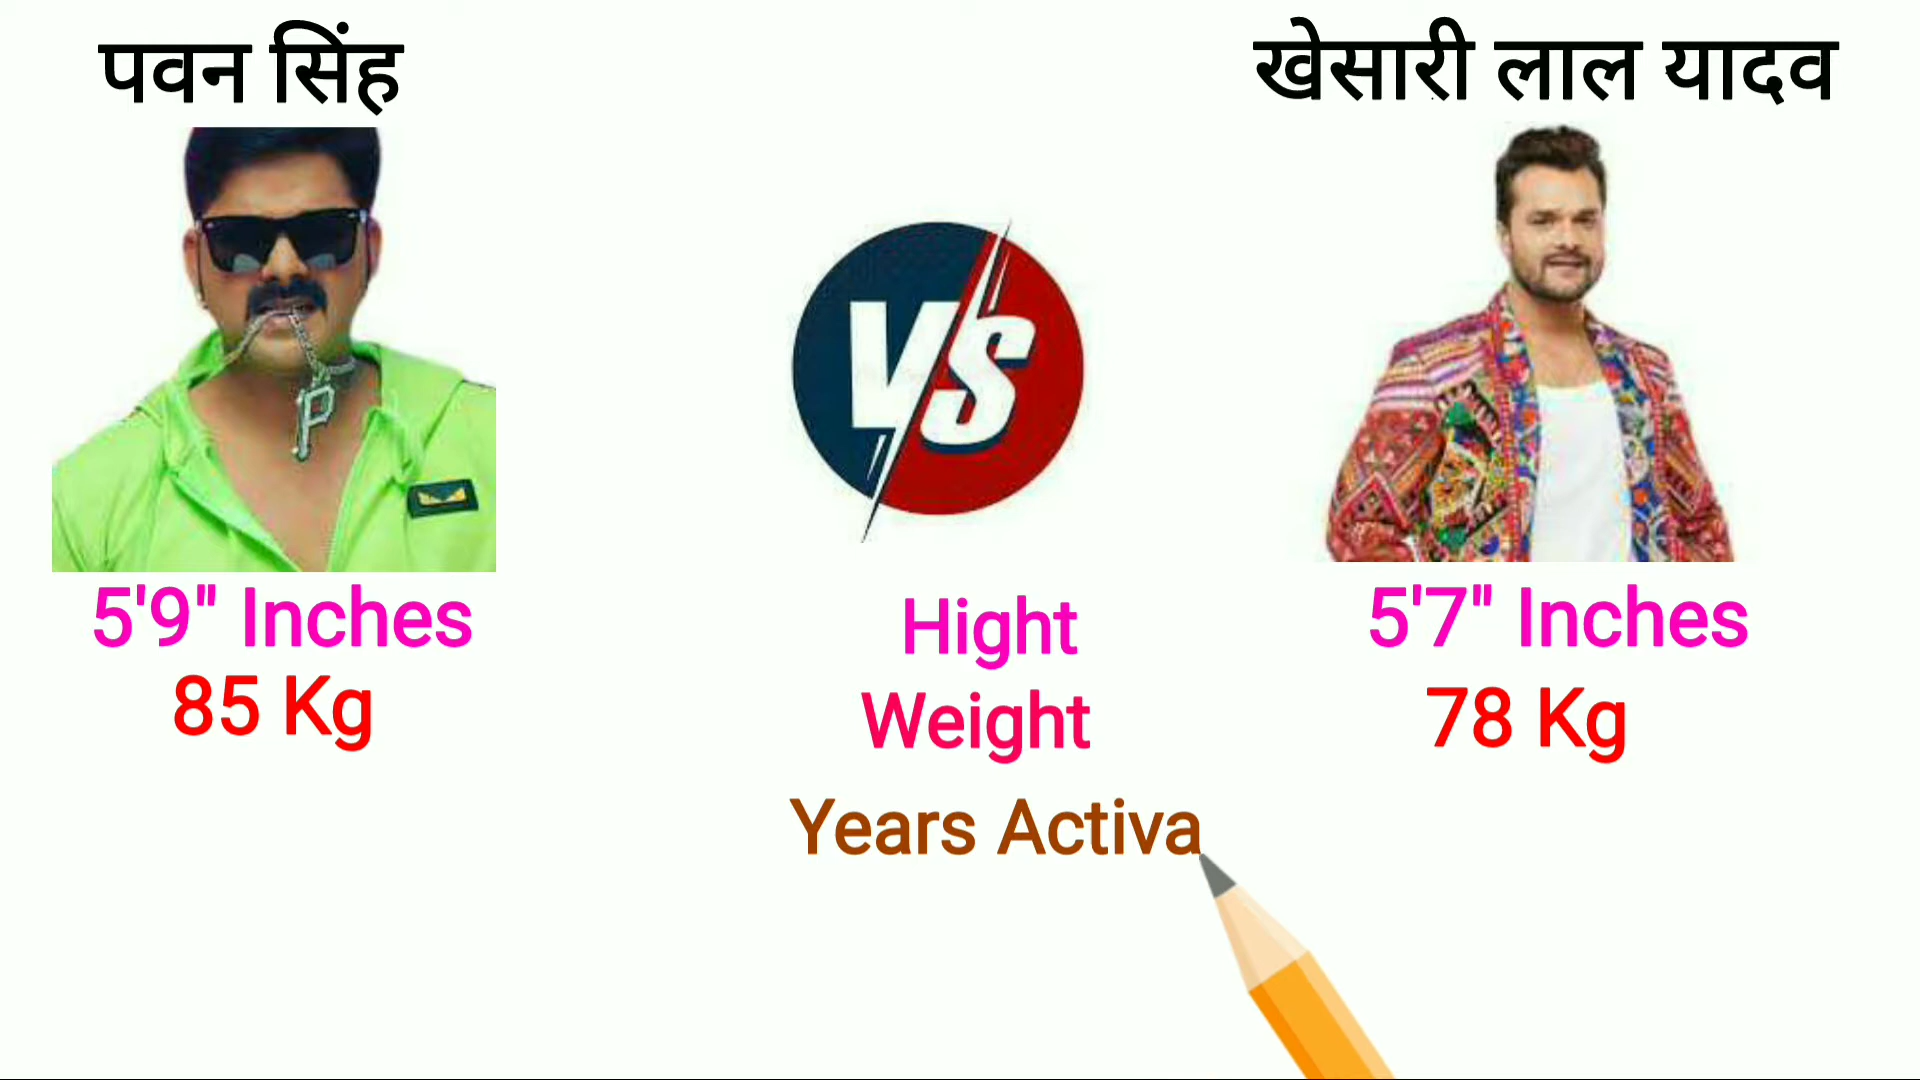 पवन सिंह
खेसारी लाल यादव
P
VS
5'9" Inches
Hight
5'7" Inches
85 Kg
Weight
78 Kg
Years Activa